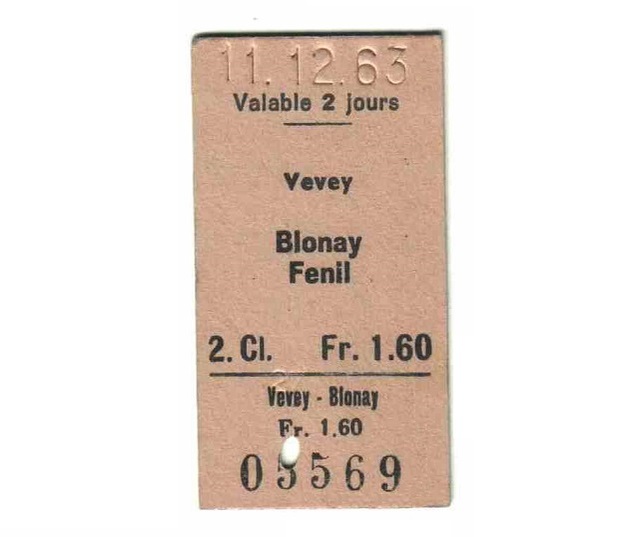 11.12.63
Valable 2 jours
Vevey
Blonay
Fenil
2. Cl. Fr. 1.60
Vevey - Blonay
Fr. 1.60
05569